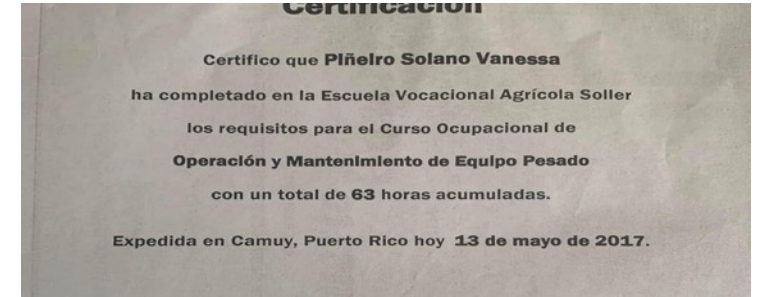 Certificación
Certifico que Piñeiro Solano Vanessa
ha completado en la Escuela Vocacional Agrícola Soller
los requisitos para el Curso Ocupacional de
Operación y Mantenimiento de Equipo Pesado
con un total de 63 horas acumuladas.
Expedida en Camuy, Puerto Rico hoy 13 de mayo de 2017.